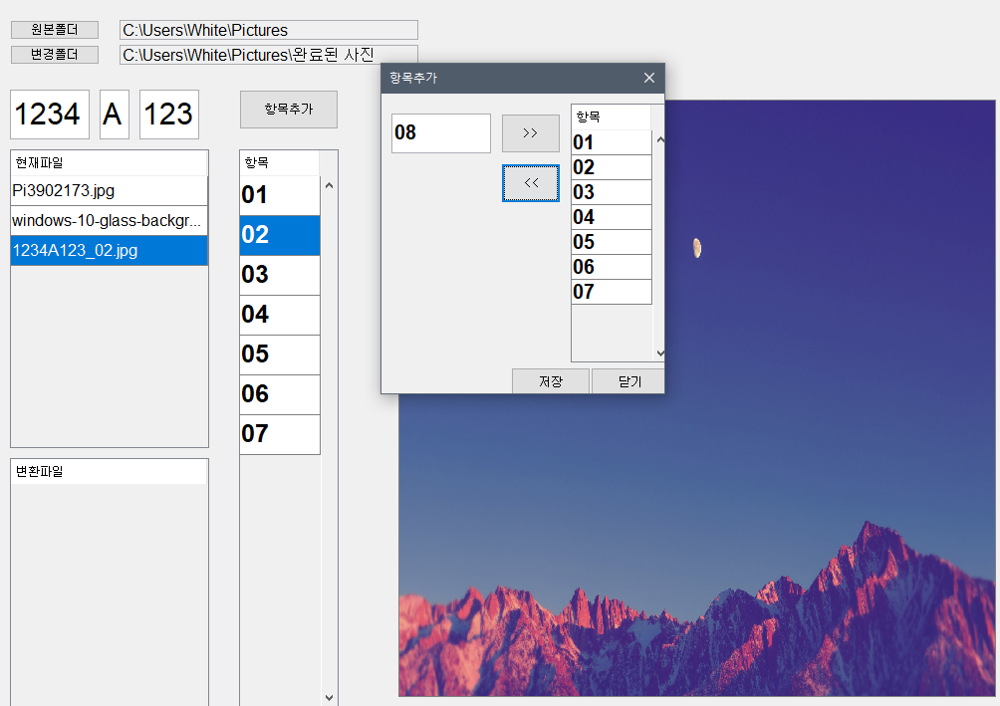 원본폴더 C:\Users\White\Pictures
변경폴더 C:\Users\White\Pictures\완료된 사진
1234 A 123
항목추가
현재파일
Pi3902173.jpg
windows-10-glass-backgr...
1234A123_02.jpg
변환파일
항목
01
02
03
04
05
06
07
항목추가
08
>>
<<
항목
01
02
03
04
05
06
07
저장 닫기